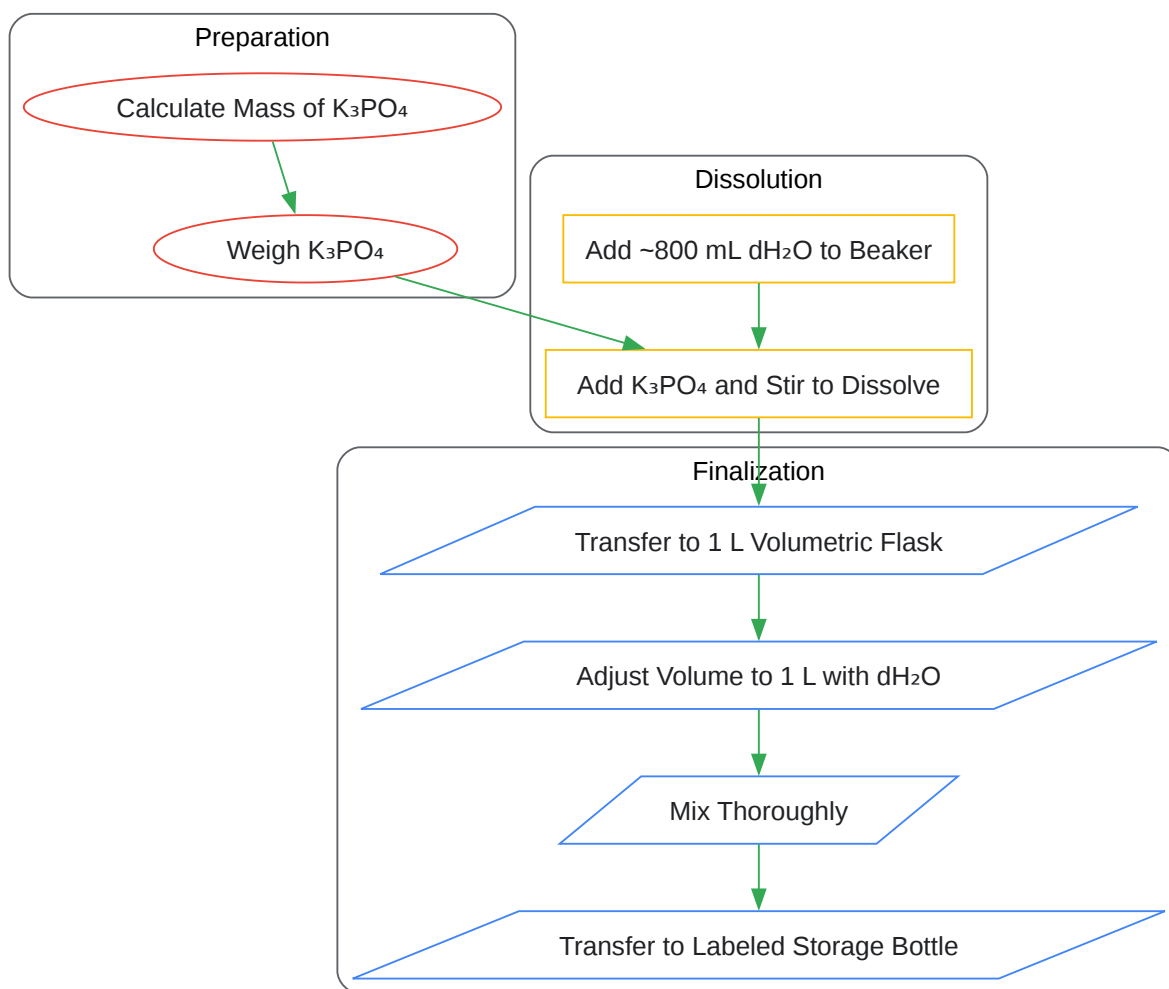 Preparation
Calculate Mass of K₃PO₄
Weigh K₃PO₄
Dissolution
Add ~800 mL dH₂O to Beaker
Add K₃PO₄ and Stir to Dissolve
Finalization
Transfer to 1 L Volumetric Flask
Adjust Volume to 1 L with dH₂O
Mix Thoroughly
Transfer to Labeled Storage Bottle